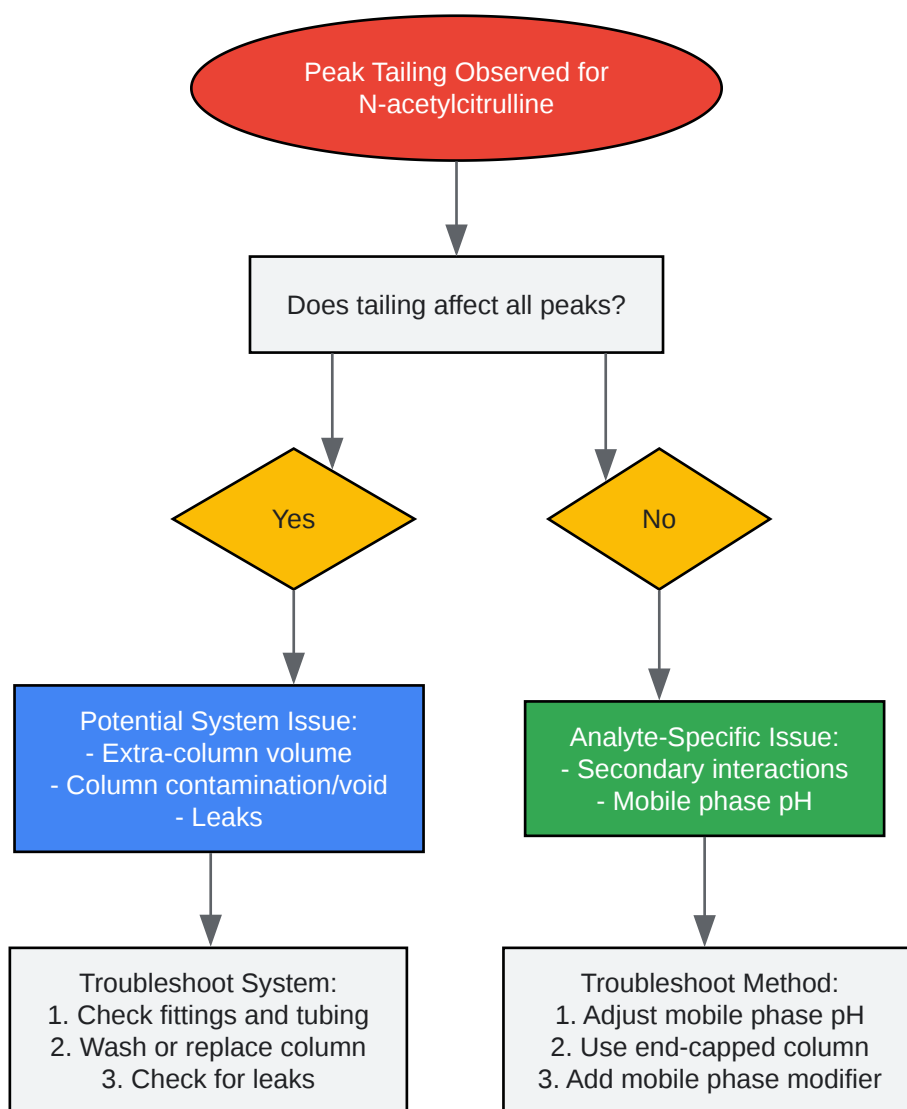 Peak Tailing Observed for
N-acetylcitrulline
Does tailing affect all peaks?
Yes
No
Potential System Issue:
- Extra-column volume
- Column contamination/void
- Leaks
Analyte-Specific Issue:
- Secondary interactions
- Mobile phase pH
Troubleshoot System:
1. Check fittings and tubing
2. Wash or replace column
3. Check for leaks
Troubleshoot Method:
1. Adjust mobile phase pH
2. Use end-capped column
3. Add mobile phase modifier